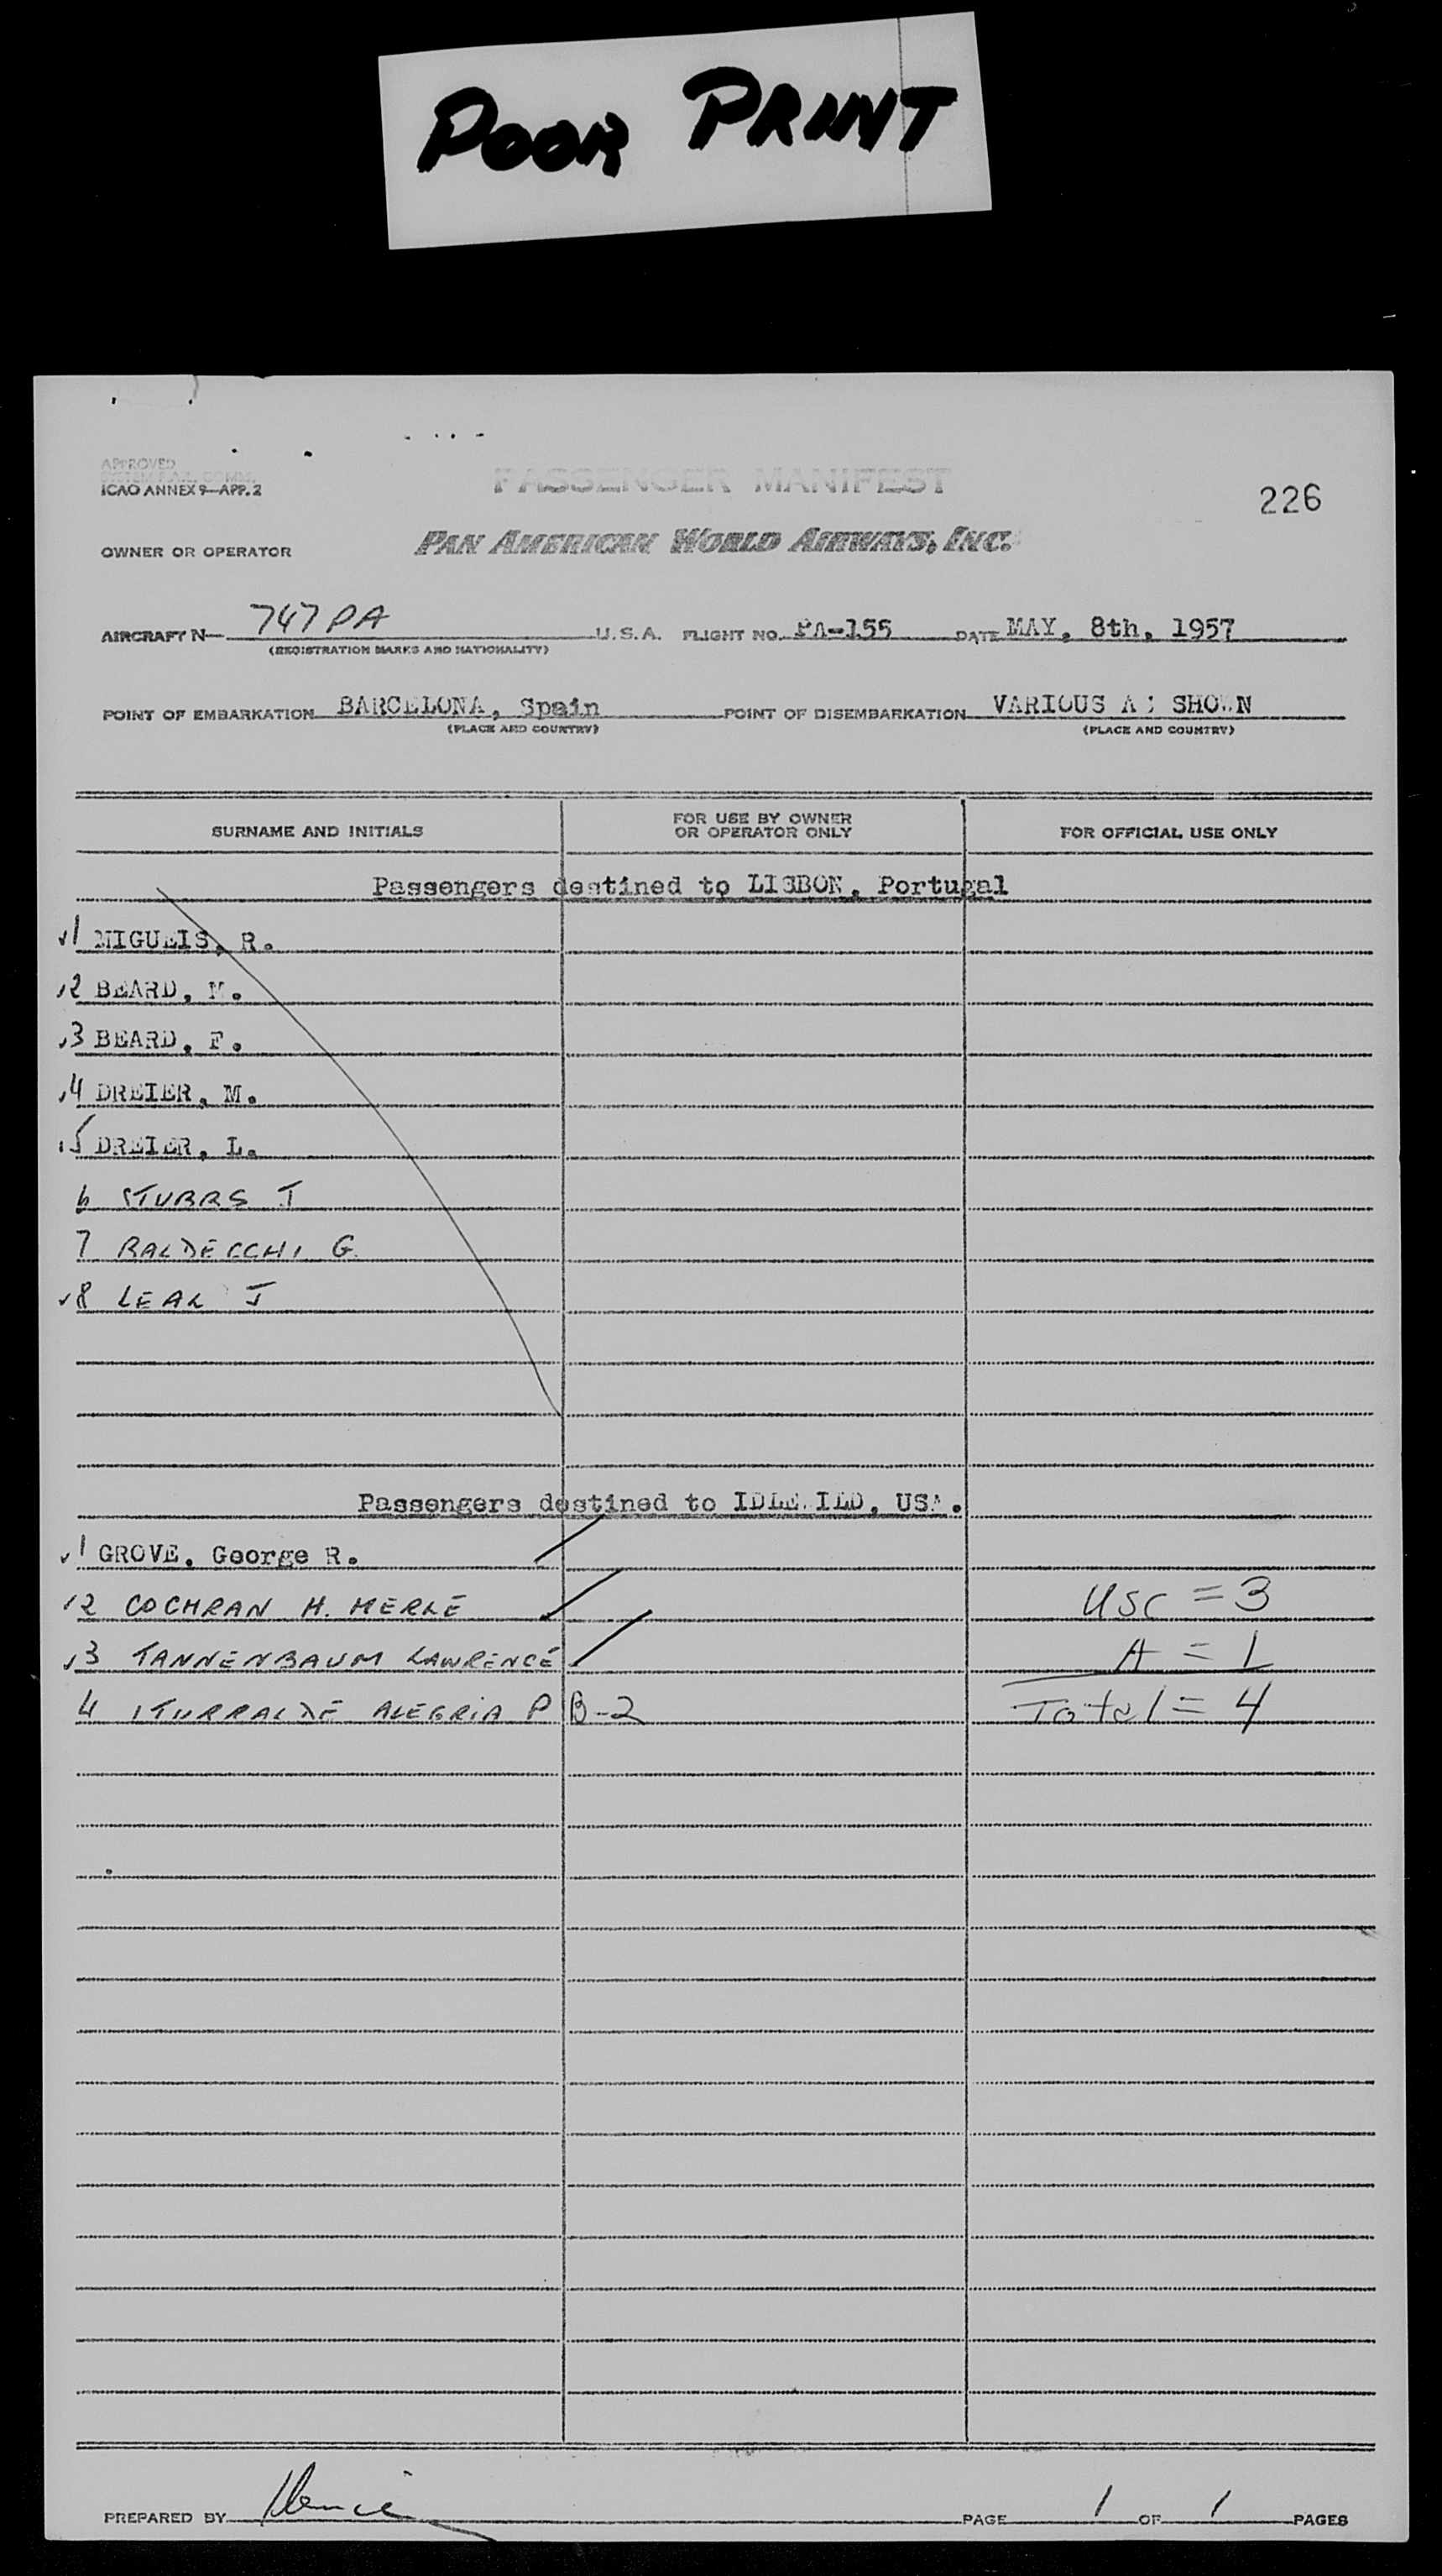 POOR PRINT
APPROVED
ICAO ANNEX 9—APP. 2
PASSENGER MANIFEST
226
OWNER OR OPERATOR PAN AMERICAN WORLD AIRWAYS, INC.
AIRCRAFT N— 747PA U.S.A. FLIGHT NO. PA-155 DATE MAY, 8th, 1957
(REGISTRATION MARKS AND NATIONALITY)
POINT OF EMBARKATION BARCELONA, Spain POINT OF DISEMBARKATION VARIOUS AS SHOWN
(PLACE AND COUNTRY) (PLACE AND COUNTRY)
SURNAME AND INITIALS FOR USE BY OWNER OR OPERATOR ONLY FOR OFFICIAL USE ONLY
Passengers destined to LISBON, Portugal
1 MIGUEIS, R.
2 BEARD, M.
3 BEARD, F.
4 DREIER, M.
5 DREIER, L.
6 STUBBS J
7 BALDECCHI G.
8 LEAL J
Passengers destined to IDLEWILD, USA.
1 GROVE, George R.
2 COCHRAN H. MERLE USC = 3
3 TANNENBAUM LAWRENCE A = 1
4 ITURRALDE ALEGRIA P B-2 Total = 4
PREPARED BY PAGE 1 OF 1 PAGES